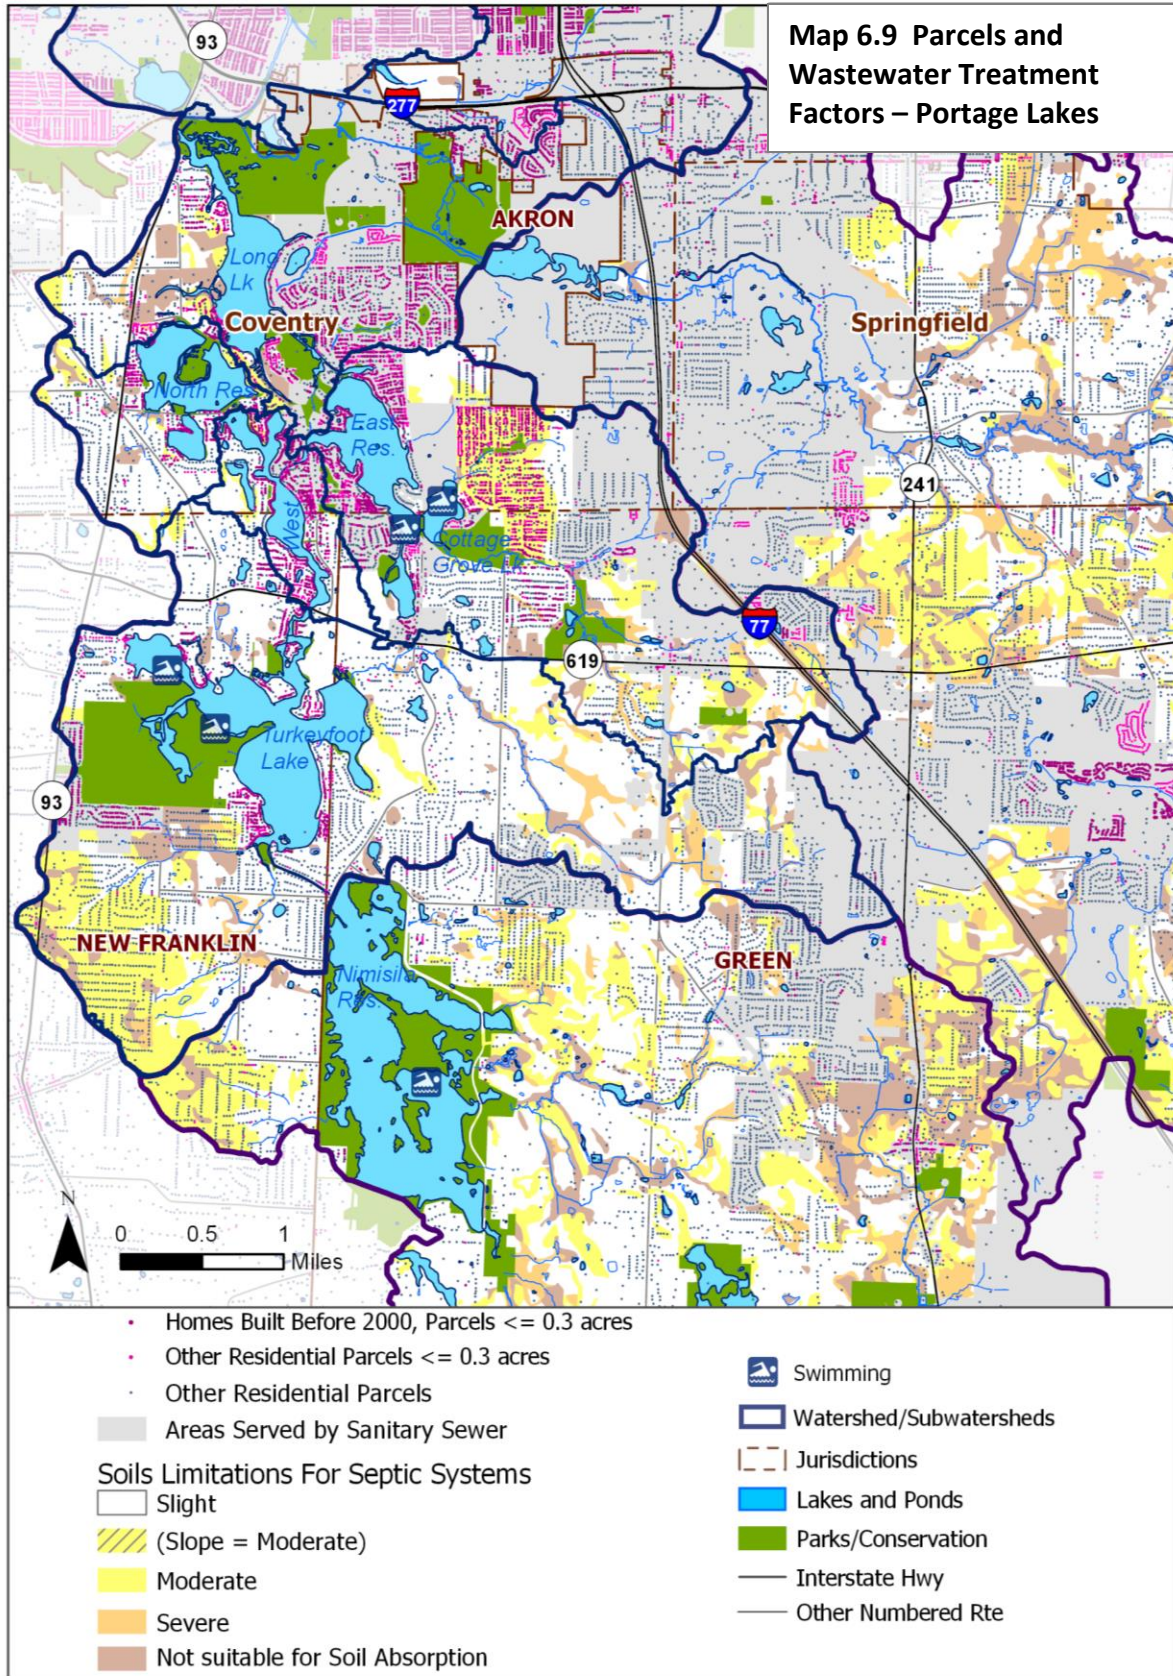 Map 6.9 Parcels and
Wastewater Treatment
Factors – Portage Lakes
93
277
AKRON
Long
Lk
Coventry
Springfield
North Res.
East
Res.
241
West
Cottage
Grove Lk
77
619
Turkeyfoot
Lake
93
NEW FRANKLIN
GREEN
Nimisila
Res.
N
0 0.5 1
Miles
Homes Built Before 2000, Parcels <= 0.3 acres
Other Residential Parcels <= 0.3 acres
Other Residential Parcels
Areas Served by Sanitary Sewer
Soils Limitations For Septic Systems
Slight
(Slope = Moderate)
Moderate
Severe
Not suitable for Soil Absorption
Swimming
Watershed/Subwatersheds
Jurisdictions
Lakes and Ponds
Parks/Conservation
Interstate Hwy
Other Numbered Rte